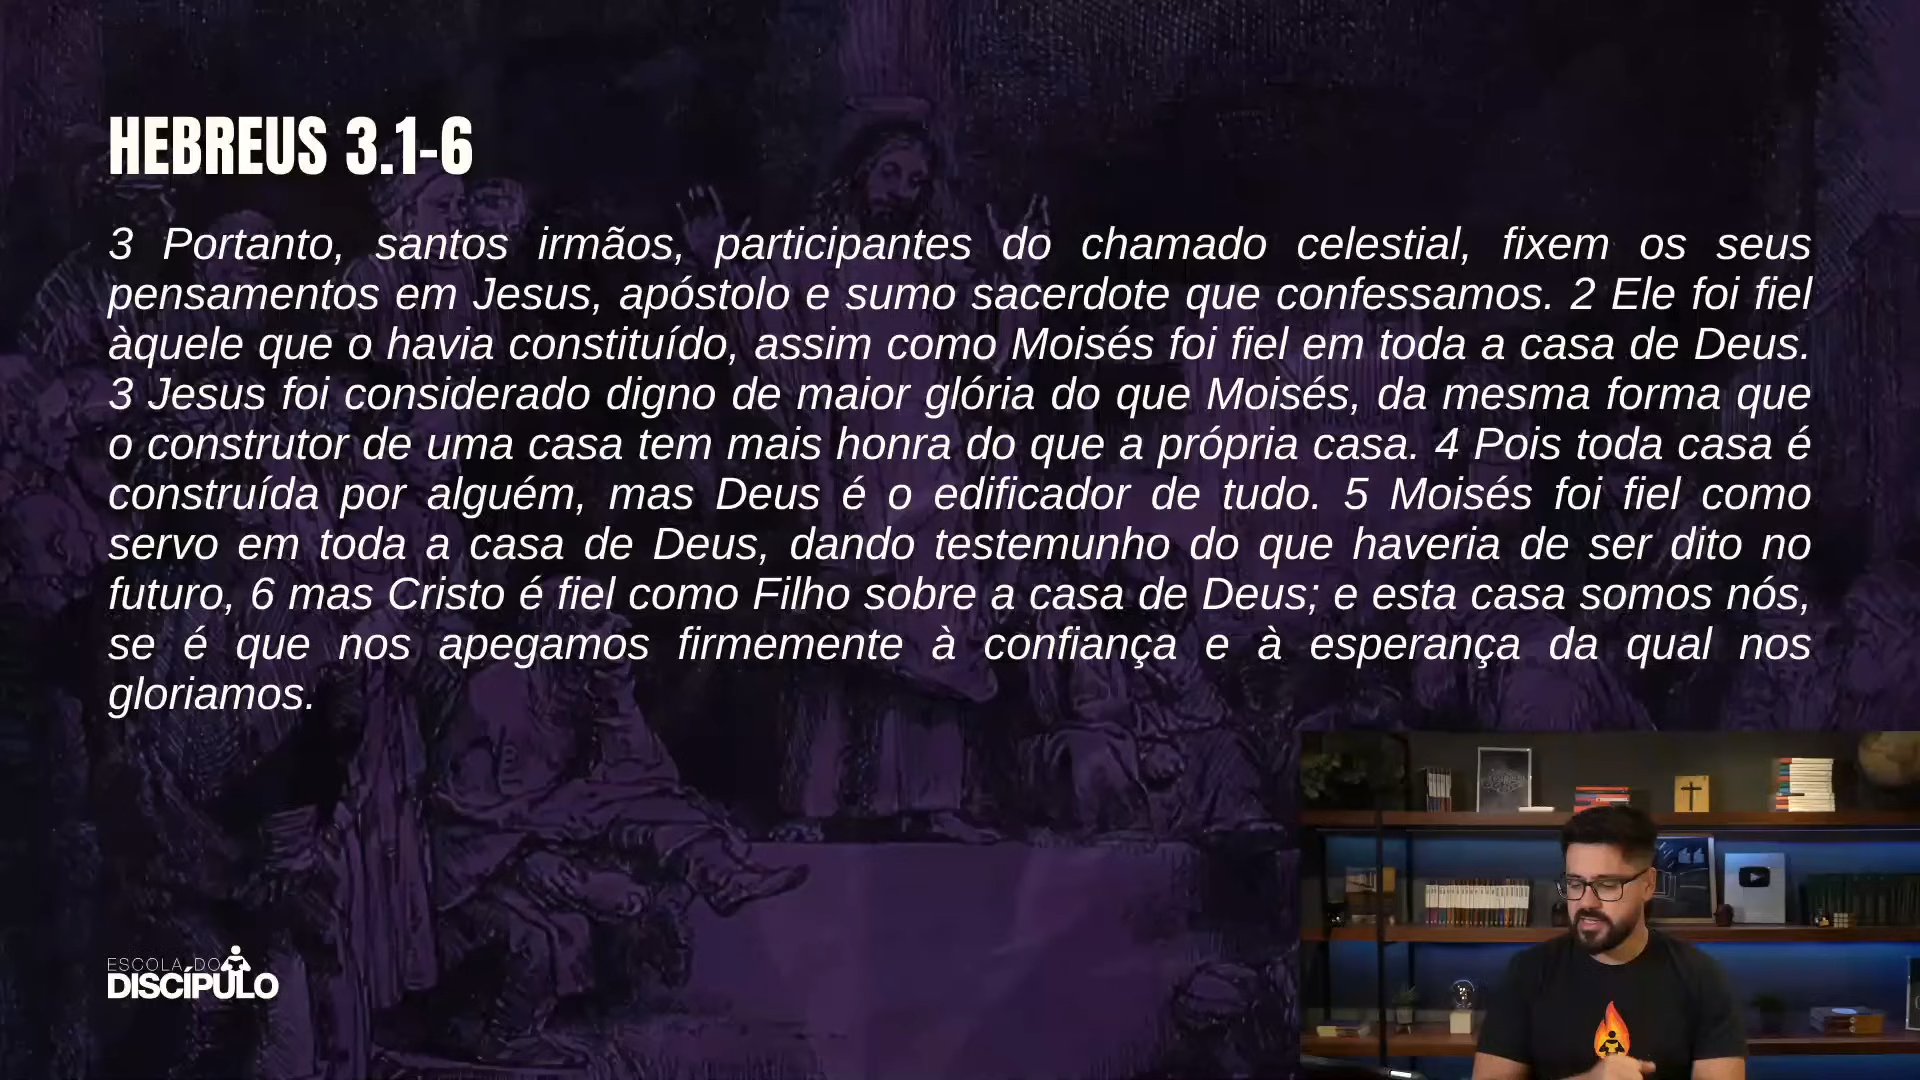 HEBREUS 3.1-6
3 Portanto, santos irmãos, participantes do chamado celestial, fixem os seus
pensamentos em Jesus, apóstolo e sumo sacerdote que confessamos. 2 Ele foi fiel
àquele que o havia constituído, assim como Moisés foi fiel em toda a casa de Deus.
3 Jesus foi considerado digno de maior glória do que Moisés, da mesma forma que
o construtor de uma casa tem mais honra do que a própria casa. 4 Pois toda casa é
construída por alguém, mas Deus é o edificador de tudo. 5 Moisés foi fiel como
servo em toda a casa de Deus, dando testemunho do que haveria de ser dito no
futuro, 6 mas Cristo é fiel como Filho sobre a casa de Deus; e esta casa somos nós,
se é que nos apegamos firmemente à confiança e à esperança da qual nos
gloriamos.
ESCOLA DO
DISCÍPULO